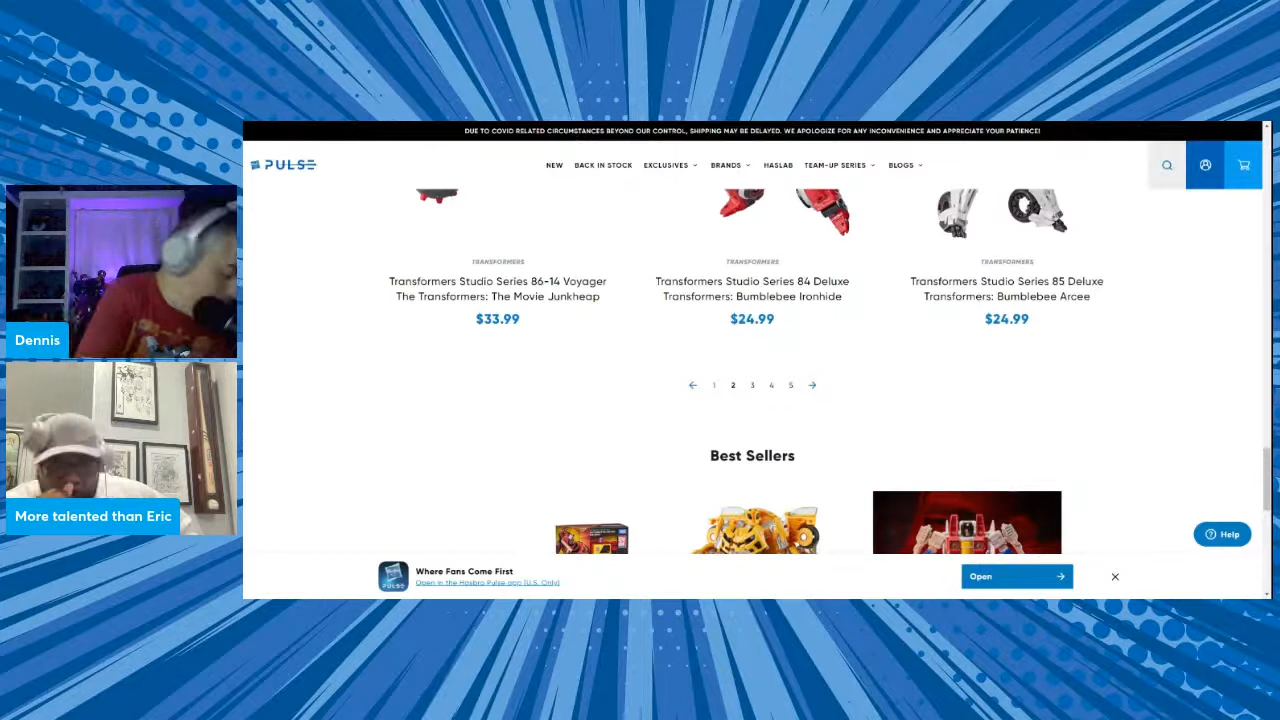 DUE TO COVID RELATED CIRCUMSTANCES BEYOND OUR CONTROL, SHIPPING MAY BE DELAYED. WE APOLOGIZE FOR ANY INCONVENIENCE AND APPRECIATE YOUR PATIENCE!
PULSE
NEW BACK IN STOCK EXCLUSIVES BRANDS HASLAB TEAM-UP SERIES BLOGS
TRANSFORMERS
Transformers Studio Series 86-14 Voyager
The Transformers: The Movie Junkheap
$33.99
TRANSFORMERS
Transformers Studio Series 84 Deluxe
Transformers: Bumblebee Ironhide
$24.99
TRANSFORMERS
Transformers Studio Series 85 Deluxe
Transformers: Bumblebee Arcee
$24.99
Dennis
1 2 3 4 5
Best Sellers
More talented than Eric
Help
PULSE
Where Fans Come First
Open in the Hasbro Pulse app (U.S. Only)
Open